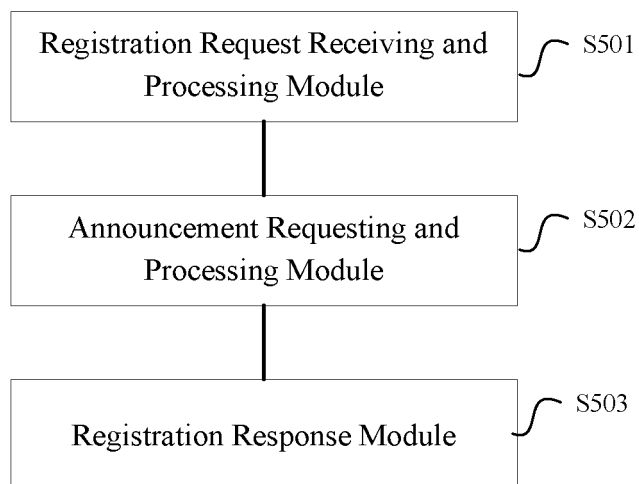 Registration Request Receiving and
Processing Module
S501
Announcement Requesting and
Processing Module
S502
Registration Response Module
S503